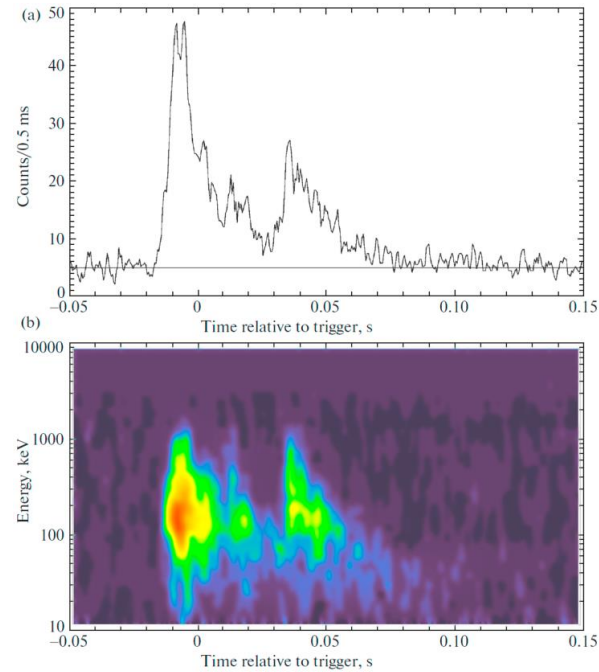 (a)
50
40
30
20
10
0
Counts/0.5 ms
−0.05 0 0.05 0.10 0.15
Time relative to trigger, s
(b)
10000
1000
100
10
Energy, keV
−0.05 0 0.05 0.10 0.15
Time relative to trigger, s